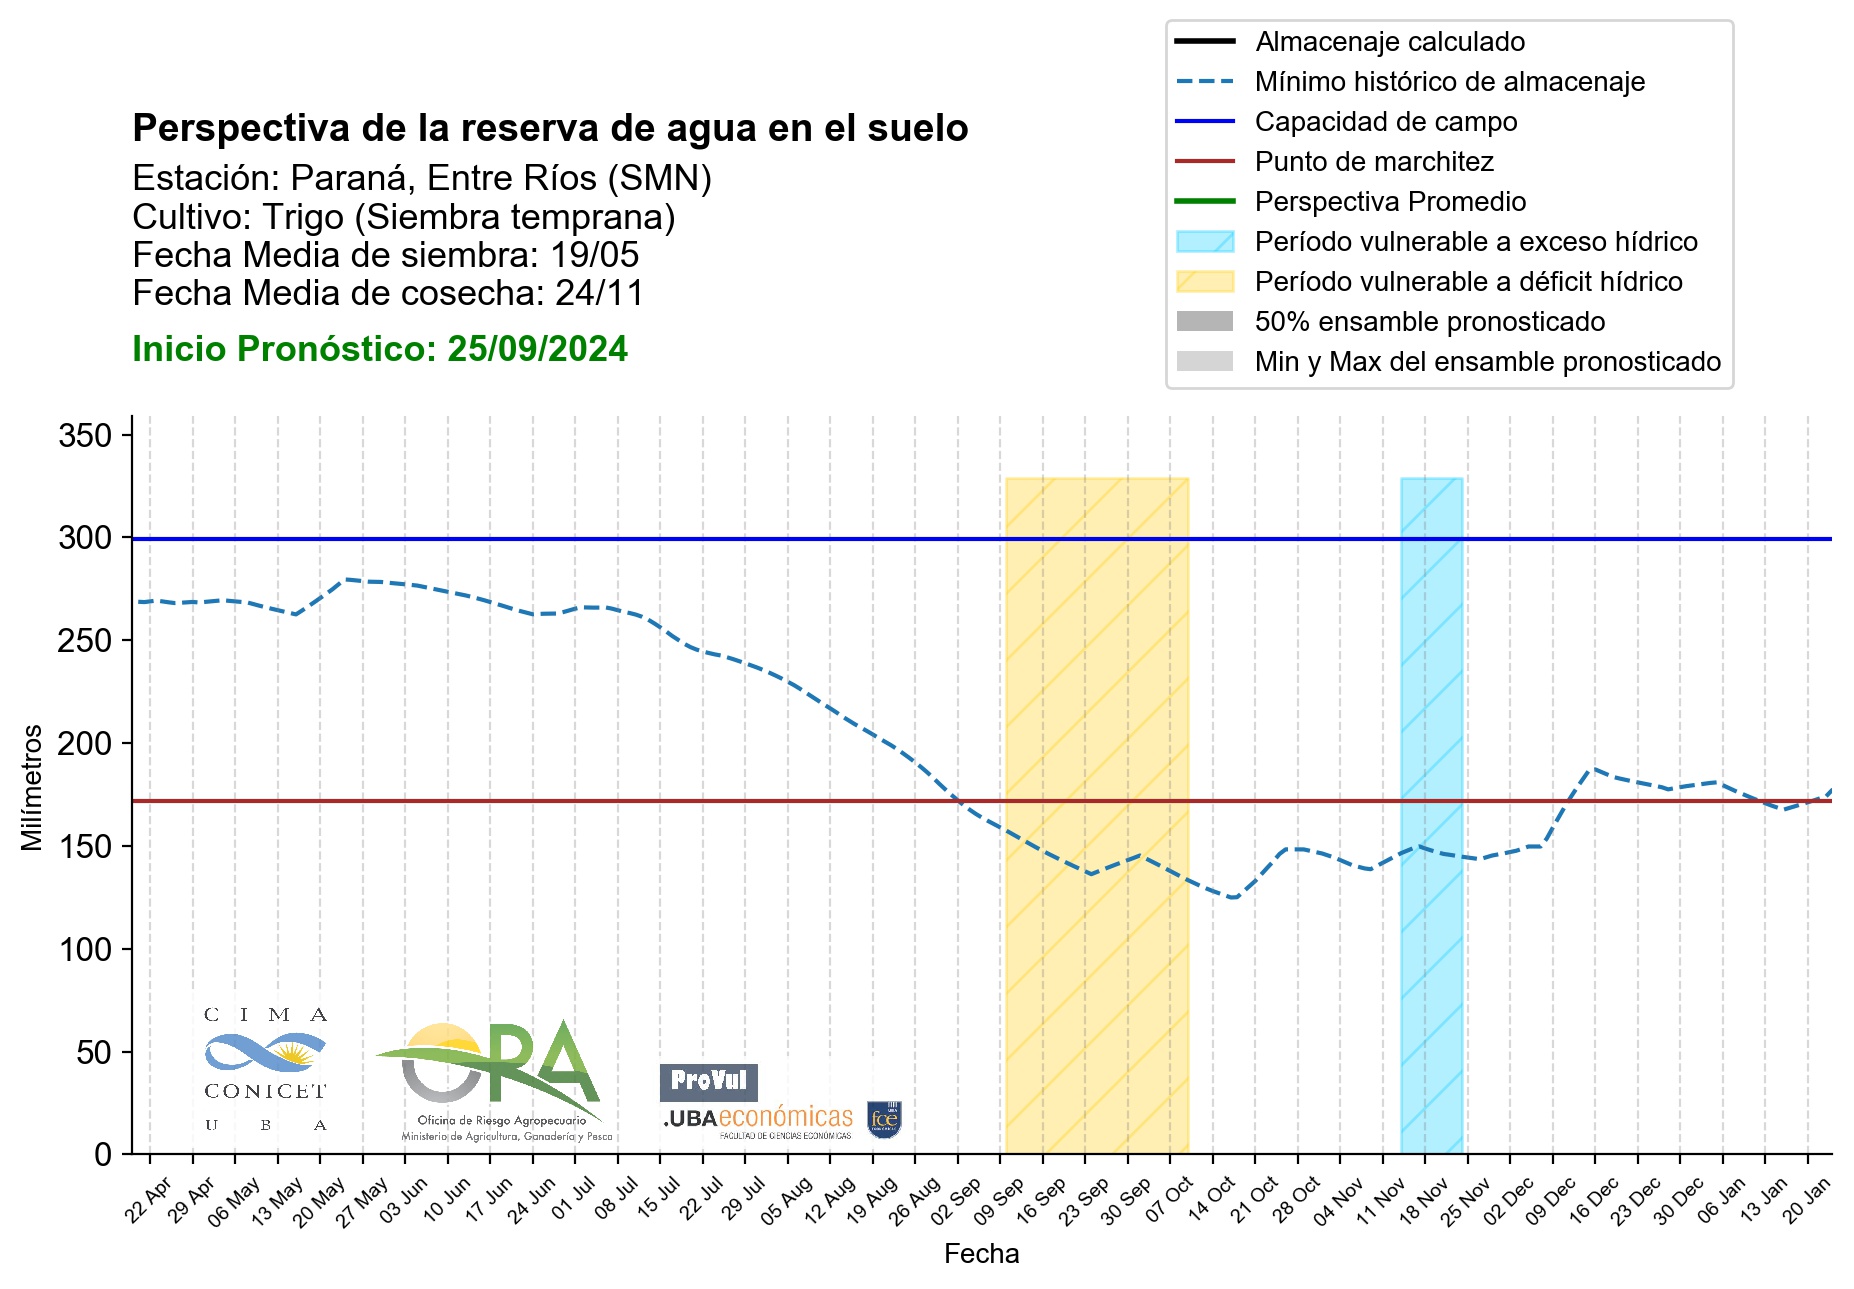 Almacenaje calculado
Mínimo histórico de almacenaje
Capacidad de campo
Punto de marchitez
Perspectiva Promedio
Período vulnerable a exceso hídrico
Período vulnerable a déficit hídrico
50% ensamble pronosticado
Min y Max del ensamble pronosticado
Perspectiva de la reserva de agua en el suelo
Estación: Paraná, Entre Ríos (SMN)
Cultivo: Trigo (Siembra temprana)
Fecha Media de siembra: 19/05
Fecha Media de cosecha: 24/11
Inicio Pronóstico: 25/09/2024
350
300
250
200
150
100
50
0
Milímetros
CIMA
CONICET
UBA
ORA
Oficina de Riesgo Agropecuario
Ministerio de Agricultura, Ganadería y Pesca
ProVul
.UBAeconómicas
FACULTAD DE CIENCIAS ECONÓMICAS
fce
22 Apr
29 Apr
06 May
13 May
20 May
27 May
03 Jun
10 Jun
17 Jun
24 Jun
01 Jul
08 Jul
15 Jul
22 Jul
29 Jul
05 Aug
12 Aug
19 Aug
26 Aug
02 Sep
09 Sep
16 Sep
23 Sep
30 Sep
07 Oct
14 Oct
21 Oct
28 Oct
04 Nov
11 Nov
18 Nov
25 Nov
02 Dec
09 Dec
16 Dec
23 Dec
30 Dec
06 Jan
13 Jan
20 Jan
Fecha